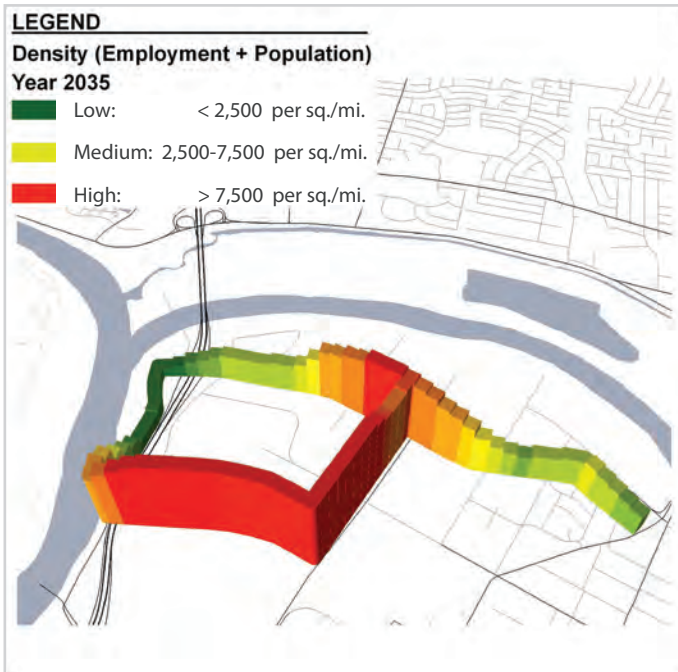 LEGEND
Density (Employment + Population)
Year 2035
Low: < 2,500 per sq./mi.
Medium: 2,500-7,500 per sq./mi.
High: > 7,500 per sq./mi.